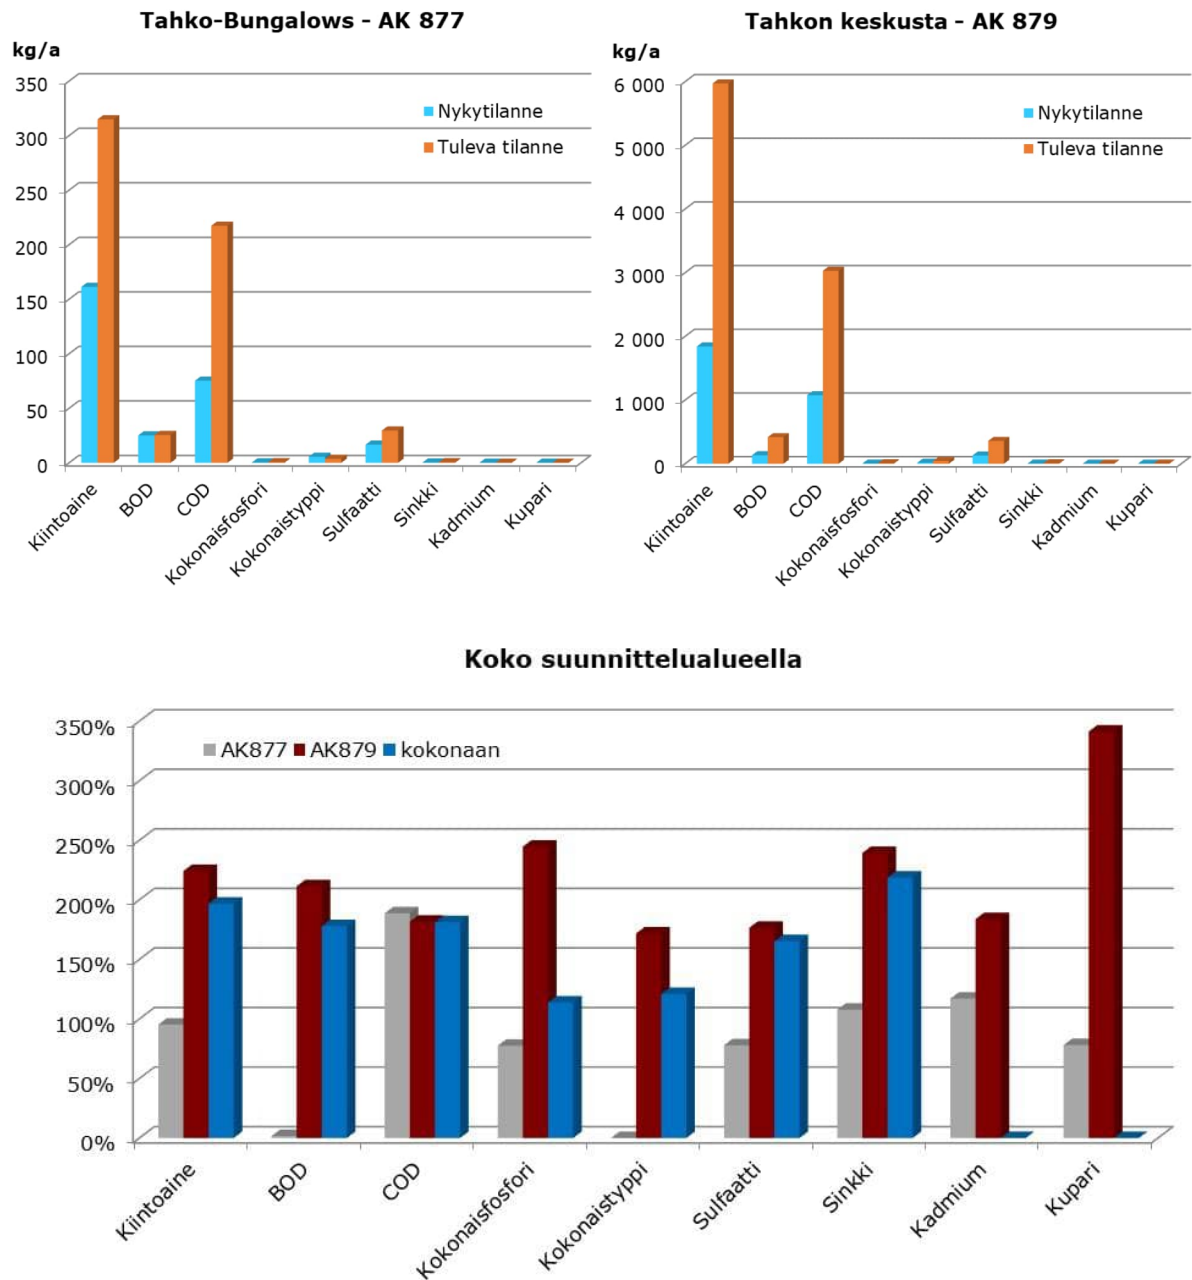 Tahko-Bungalows - AK 877
kg/a
350
300
250
200
150
100
50
0
Nykytilanne
Tuleva tilanne
Kiintoaine
BOD
COD
Kokonaisfosfori
Kokonaistyppi
Sulfaatti
Sinkki
Kadmium
Kupari
Tahkon keskusta - AK 879
kg/a
6 000
5 000
4 000
3 000
2 000
1 000
0
Nykytilanne
Tuleva tilanne
Kiintoaine
BOD
COD
Kokonaisfosfori
Kokonaistyppi
Sulfaatti
Sinkki
Kadmium
Kupari
Koko suunnittelualueella
350%
300%
250%
200%
150%
100%
50%
0%
AK877 AK879 kokonaan
Kiintoaine
BOD
COD
Kokonaisfosfori
Kokonaistyppi
Sulfaatti
Sinkki
Kadmium
Kupari